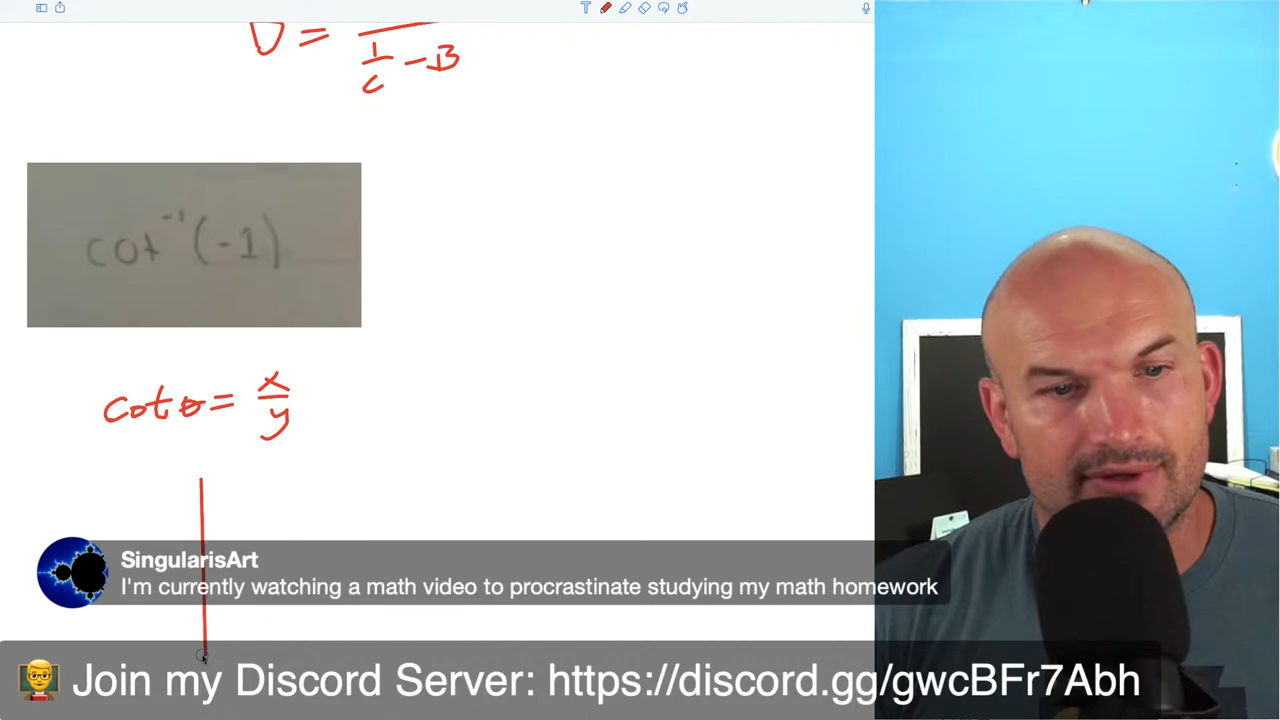 D = 1/C - B
cot⁻¹(-1)
cot θ = x/y
SingularisArt
I'm currently watching a math video to procrastinate studying my math homework
Join my Discord Server: https://discord.gg/gwcBFr7Abh